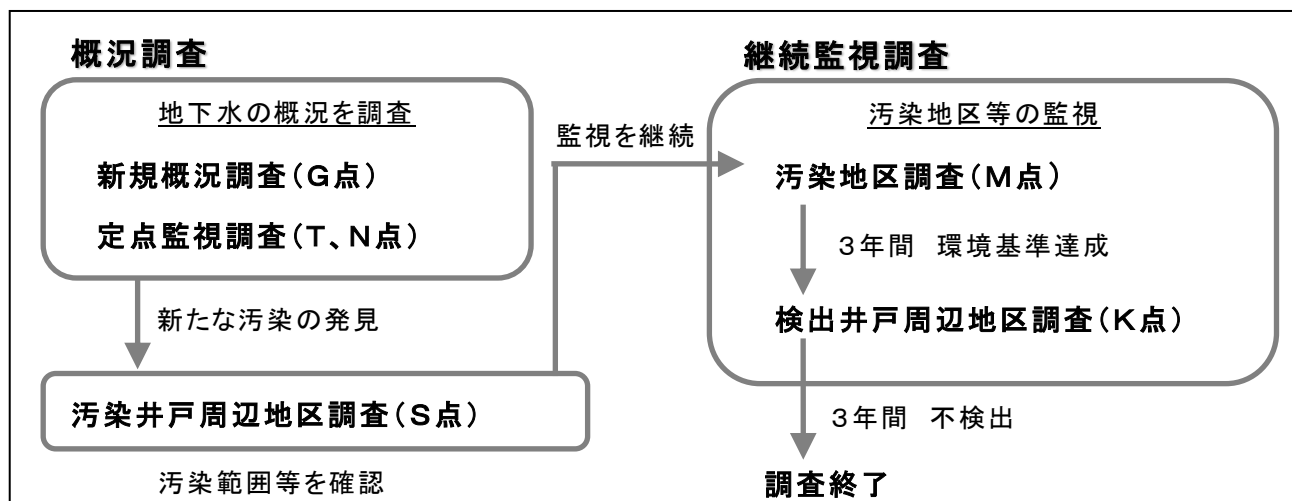 概況調査
地下水の概況を調査
新規概況調査(G点)
定点監視調査(T、N点)
新たな汚染の発見
汚染井戸周辺地区調査(S点)
汚染範囲等を確認
監視を継続
継続監視調査
汚染地区等の監視
汚染地区調査(M点)
3年間 環境基準達成
検出井戸周辺地区調査(K点)
3年間 不検出
調査終了